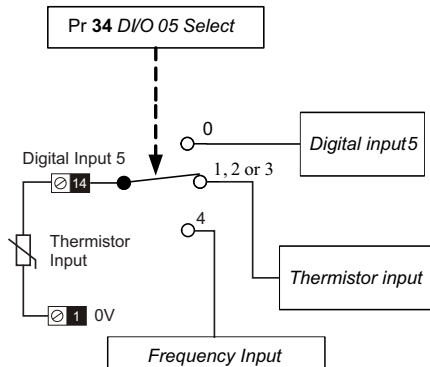 Pr 34 DI/O 05 Select
0
Digital input5
Digital Input 5
14
1, 2 or 3
4
Thermistor
Input
Thermistor input
1 0V
Frequency Input